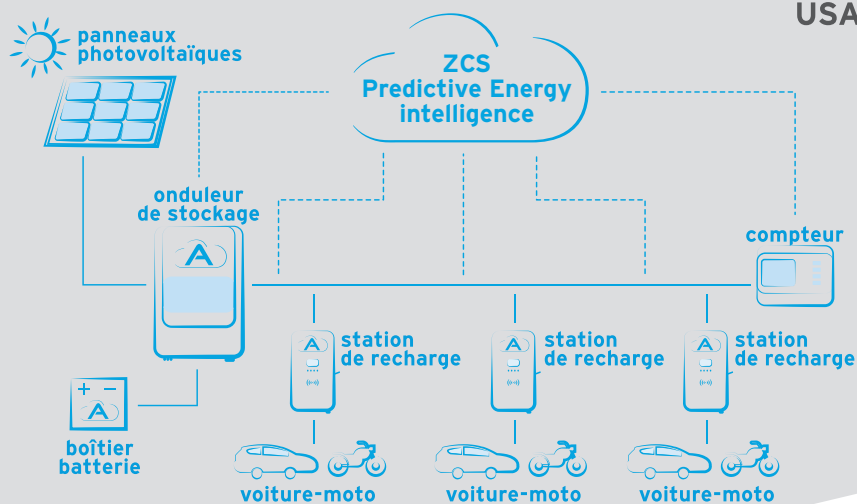 USA
panneaux
photovoltaïques
ZCS
Predictive Energy
intelligence
onduleur
de stockage
A
compteur
A
station
de recharge
A
station
de recharge
A
station
de recharge
+ −
A
boîtier
batterie
voiture-moto
voiture-moto
voiture-moto